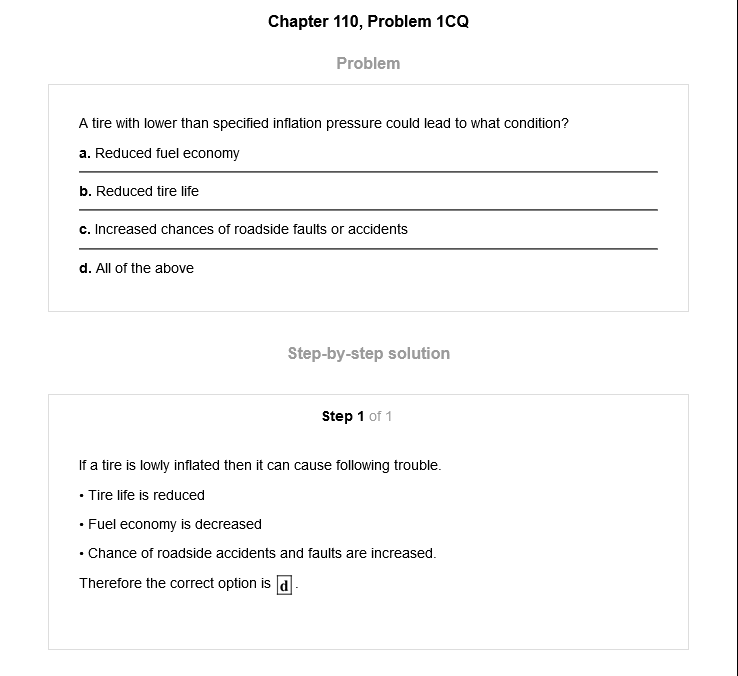 Chapter 110, Problem 1CQ
Problem
A tire with lower than specified inflation pressure could lead to what condition?
a. Reduced fuel economy
b. Reduced tire life
c. Increased chances of roadside faults or accidents
d. All of the above
Step-by-step solution
Step 1 of 1
If a tire is lowly inflated then it can cause following trouble.
• Tire life is reduced
• Fuel economy is decreased
• Chance of roadside accidents and faults are increased.
Therefore the correct option is d.